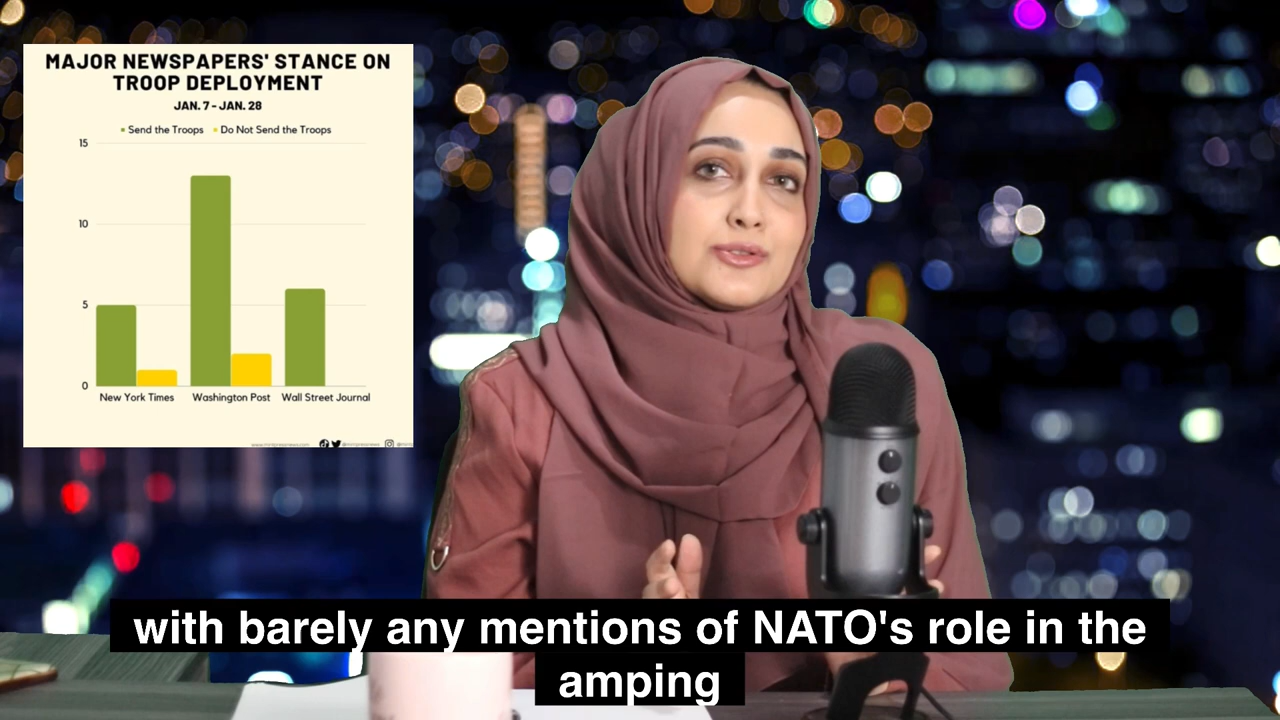 MAJOR NEWSPAPERS' STANCE ON
TROOP DEPLOYMENT
JAN. 7 - JAN. 28
Send the Troops Do Not Send the Troops
15
10
5
0
New York Times Washington Post Wall Street Journal
with barely any mentions of NATO's role in the
amping